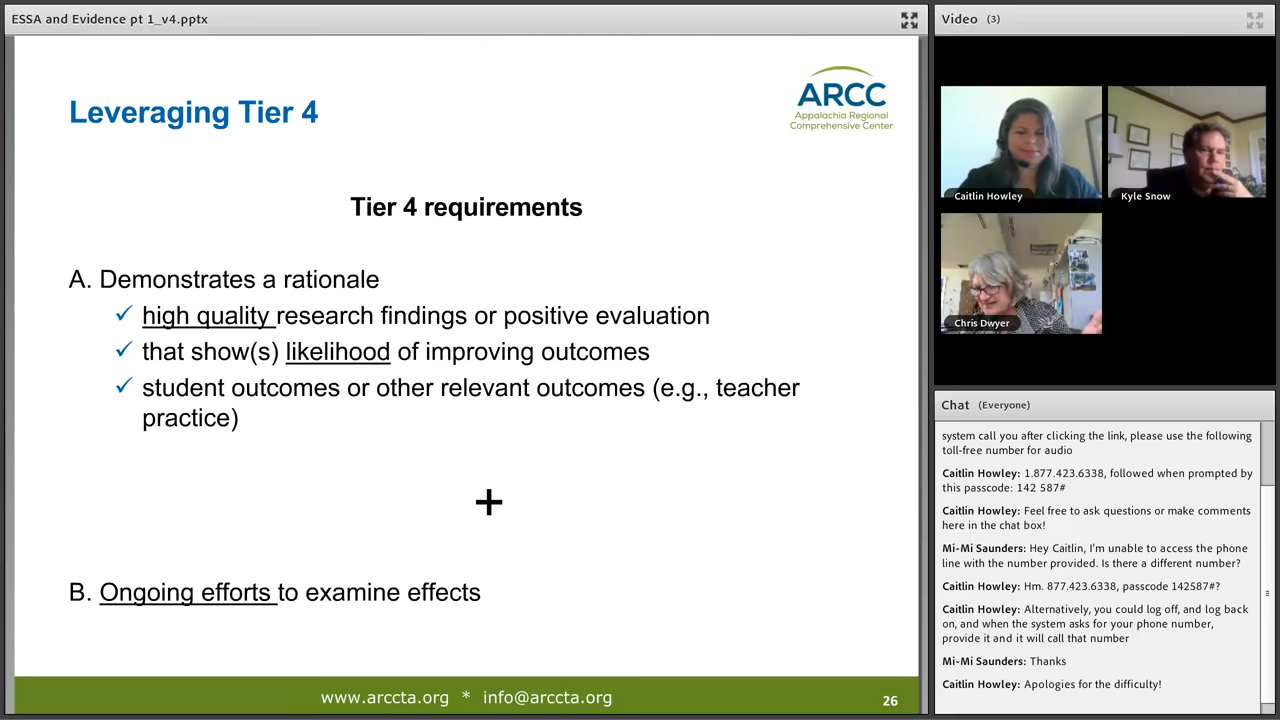 ESSA and Evidence pt 1_v4.pptx
Leveraging Tier 4
ARCC
Appalachia Regional
Comprehensive Center
Tier 4 requirements
A. Demonstrates a rationale
✓ high quality research findings or positive evaluation
✓ that show(s) likelihood of improving outcomes
✓ student outcomes or other relevant outcomes (e.g., teacher
practice)
+
B. Ongoing efforts to examine effects
www.arccta.org * info@arccta.org
26
Video (3)
Caitlin Howley
Kyle Snow
Chris Dwyer
Chat (Everyone)
system call you after clicking the link, please use the following
toll-free number for audio
Caitlin Howley: 1.877.423.6338, followed when prompted by
this passcode: 142 587#
Caitlin Howley: Feel free to ask questions or make comments
here in the chat box!
Mi-Mi Saunders: Hey Caitlin, I'm unable to access the phone
line with the number provided. Is there a different number?
Caitlin Howley: Hm. 877.423.6338, passcode 142587#?
Caitlin Howley: Alternatively, you could log off, and log back
on, and when the system asks for your phone number,
provide it and it will call that number
Mi-Mi Saunders: Thanks
Caitlin Howley: Apologies for the difficulty!